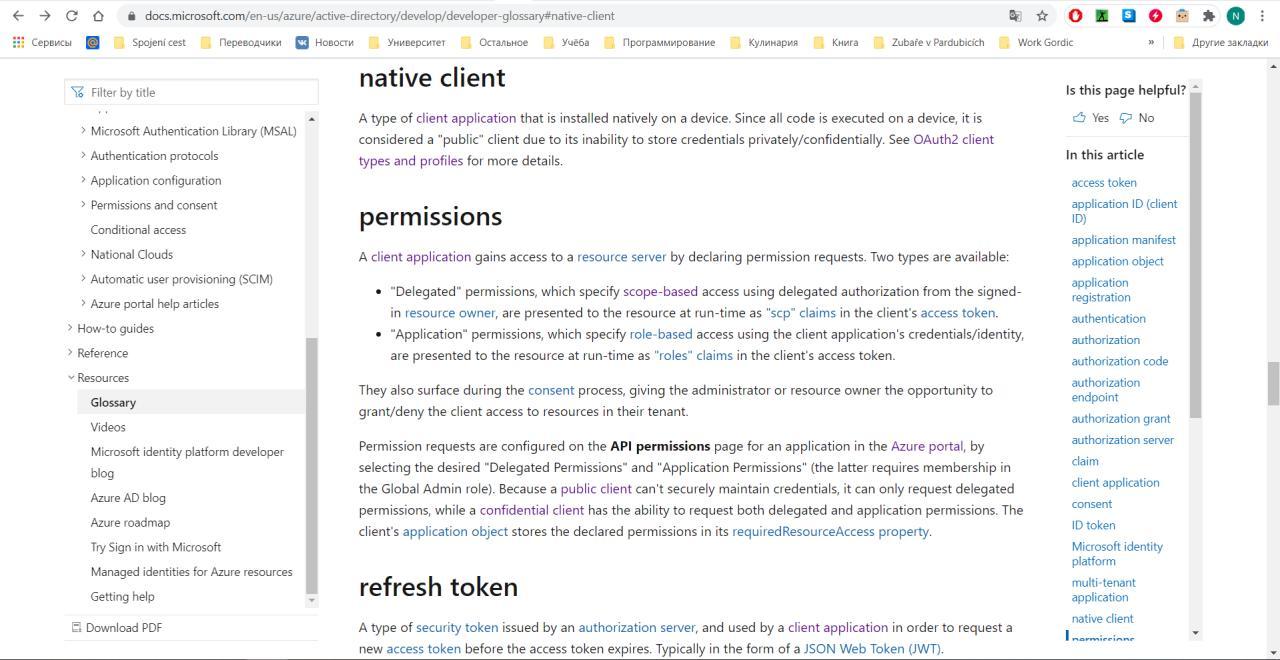 docs.microsoft.com/en-us/azure/active-directory/develop/developer-glossary#native-client
N
Сервисы
Spojení cest
Переводчики
Новости
Университет
Остальное
Учёба
Программирование
Кулинария
Книга
Zubaře v Pardubicích
Work Gordic
»
Другие закладки
Filter by title
Microsoft Authentication Library (MSAL)
Authentication protocols
Application configuration
Permissions and consent
Conditional access
National Clouds
Automatic user provisioning (SCIM)
Azure portal help articles
How-to guides
Reference
Resources
Glossary
Videos
Microsoft identity platform developer
blog
Azure AD blog
Azure roadmap
Try Sign in with Microsoft
Managed identities for Azure resources
Getting help
Download PDF
native client
A type of client application that is installed natively on a device. Since all code is executed on a device, it is
considered a "public" client due to its inability to store credentials privately/confidentially. See OAuth2 client
types and profiles for more details.
permissions
A client application gains access to a resource server by declaring permission requests. Two types are available:
• "Delegated" permissions, which specify scope-based access using delegated authorization from the signed-
in resource owner, are presented to the resource at run-time as "scp" claims in the client's access token.
• "Application" permissions, which specify role-based access using the client application's credentials/identity,
are presented to the resource at run-time as "roles" claims in the client's access token.
They also surface during the consent process, giving the administrator or resource owner the opportunity to
grant/deny the client access to resources in their tenant.
Permission requests are configured on the API permissions page for an application in the Azure portal, by
selecting the desired "Delegated Permissions" and "Application Permissions" (the latter requires membership in
the Global Admin role). Because a public client can't securely maintain credentials, it can only request delegated
permissions, while a confidential client has the ability to request both delegated and application permissions. The
client's application object stores the declared permissions in its requiredResourceAccess property.
refresh token
A type of security token issued by an authorization server, and used by a client application in order to request a
new access token before the access token expires. Typically in the form of a JSON Web Token (JWT).
Is this page helpful?
Yes No
In this article
access token
application ID (client
ID)
application manifest
application object
application
registration
authentication
authorization
authorization code
authorization
endpoint
authorization grant
authorization server
claim
client application
consent
ID token
Microsoft identity
platform
multi-tenant
application
native client
permissions